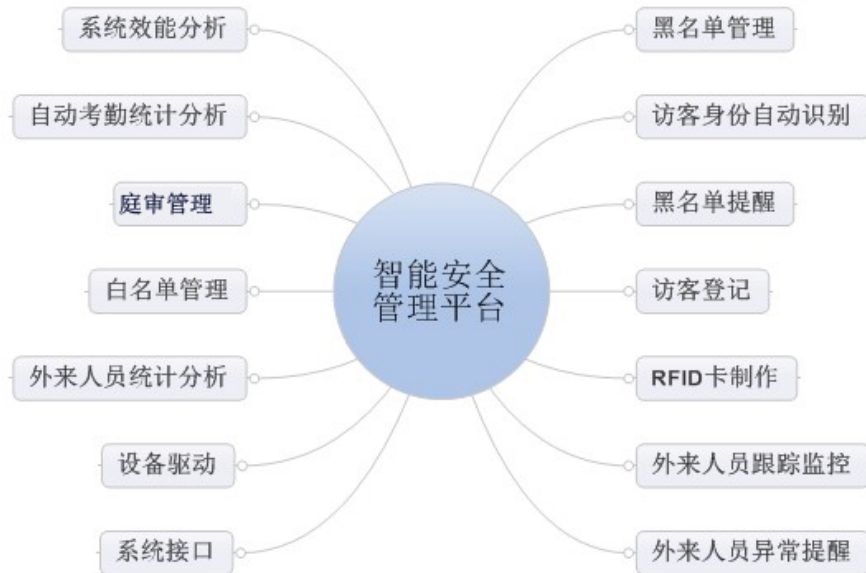 系统效能分析
自动考勤统计分析
庭审管理
白名单管理
外来人员统计分析
设备驱动
系统接口
智能安全
管理平台
黑名单管理
访客身份自动识别
黑名单提醒
访客登记
RFID卡制作
外来人员跟踪监控
外来人员异常提醒